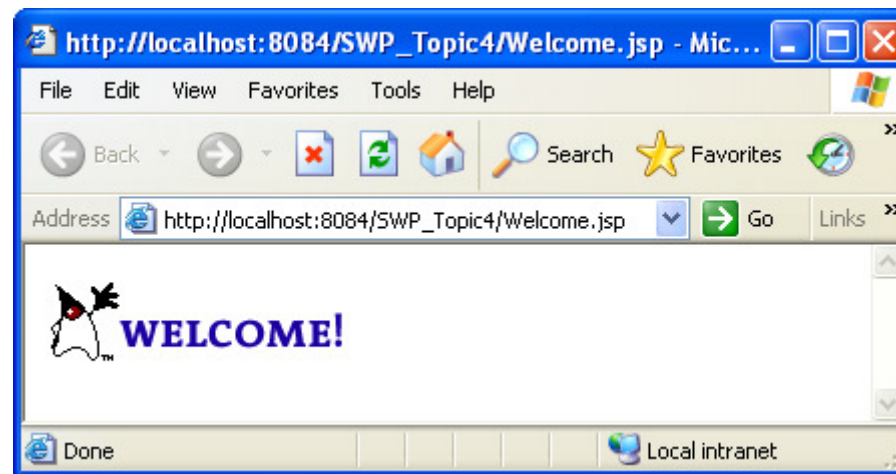 http://localhost:8084/SWP_Topic4/Welcome.jsp - Mic...
File Edit View Favorites Tools Help
Back Search Favorites »
Address http://localhost:8084/SWP_Topic4/Welcome.jsp Go Links »
WELCOME!
TM
Done Local intranet